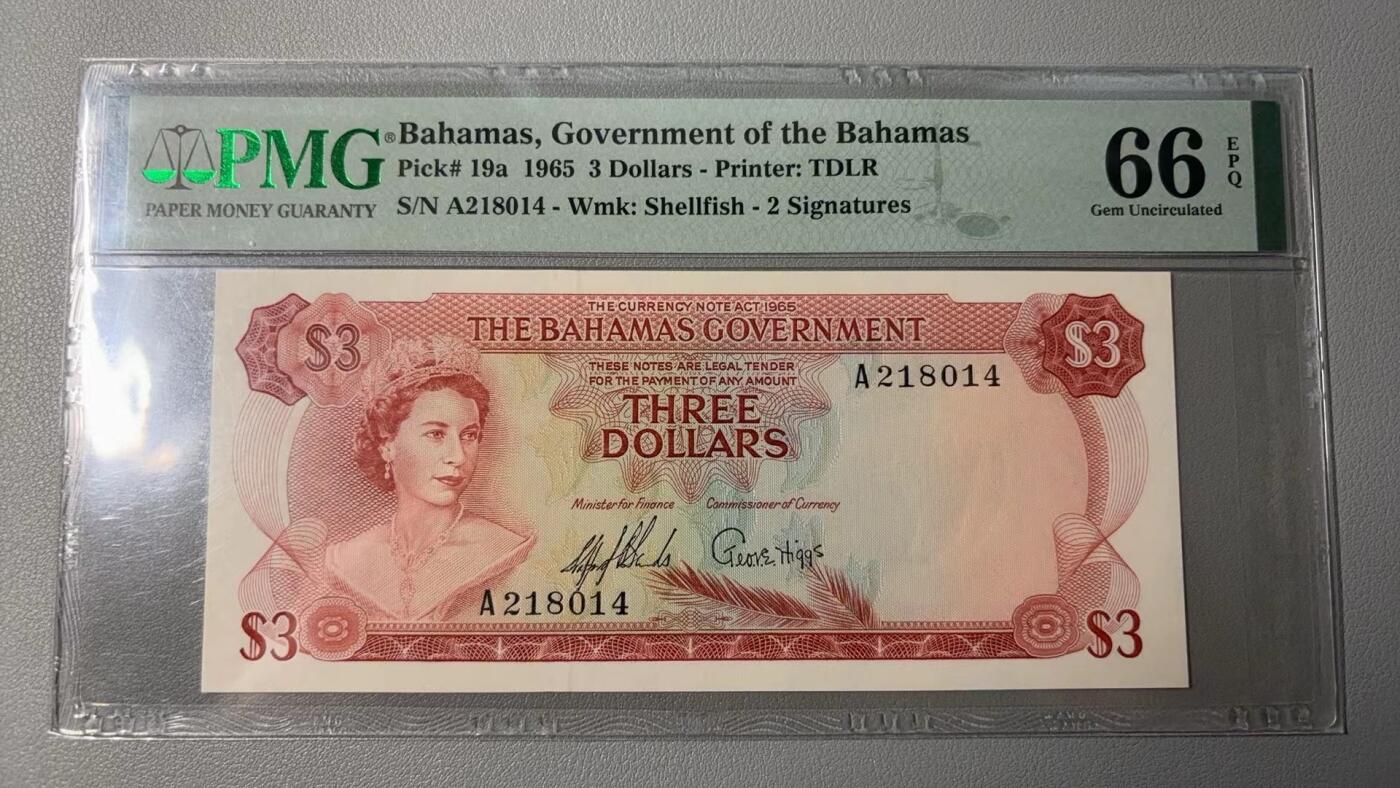 PMG®
PAPER MONEY GUARANTY
Bahamas, Government of the Bahamas
Pick# 19a 1965 3 Dollars - Printer: TDLR
S/N A218014 - Wmk: Shellfish - 2 Signatures
66
EPQ
Gem Uncirculated
THE CURRENCY NOTE ACT 1965
THE BAHAMAS GOVERNMENT
$3
$3
THESE NOTES ARE LEGAL TENDER
FOR THE PAYMENT OF ANY AMOUNT
A218014
THREE
DOLLARS
Minister for Finance Commissioner of Currency
George Higgs
A218014
$3
$3